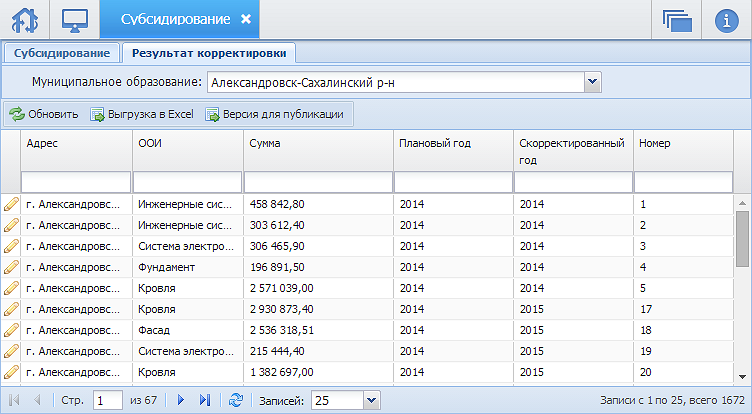 Субсидирование
Субсидирование Результат корректировки
Муниципальное образование: Александровск-Сахалинский р-н
Обновить Выгрузка в Excel Версия для публикации
Адрес ООИ Сумма Плановый год Скорректированный год Номер
г. Александровс... Инженерные сис... 458 842,80 2014 2014 1
г. Александровс... Инженерные сис... 303 612,40 2014 2014 2
г. Александровс... Система электро... 306 465,90 2014 2014 3
г. Александровс... Фундамент 196 891,50 2014 2014 4
г. Александровс... Кровля 2 571 039,00 2014 2014 5
г. Александровс... Кровля 2 930 873,40 2014 2015 17
г. Александровс... Фасад 2 536 318,51 2014 2015 18
г. Александровс... Система электро... 215 444,40 2014 2015 19
г. Александровс... Кровля 1 382 697,00 2014 2015 20
Стр. 1 из 67 Записей: 25 Записи с 1 по 25, всего 1672